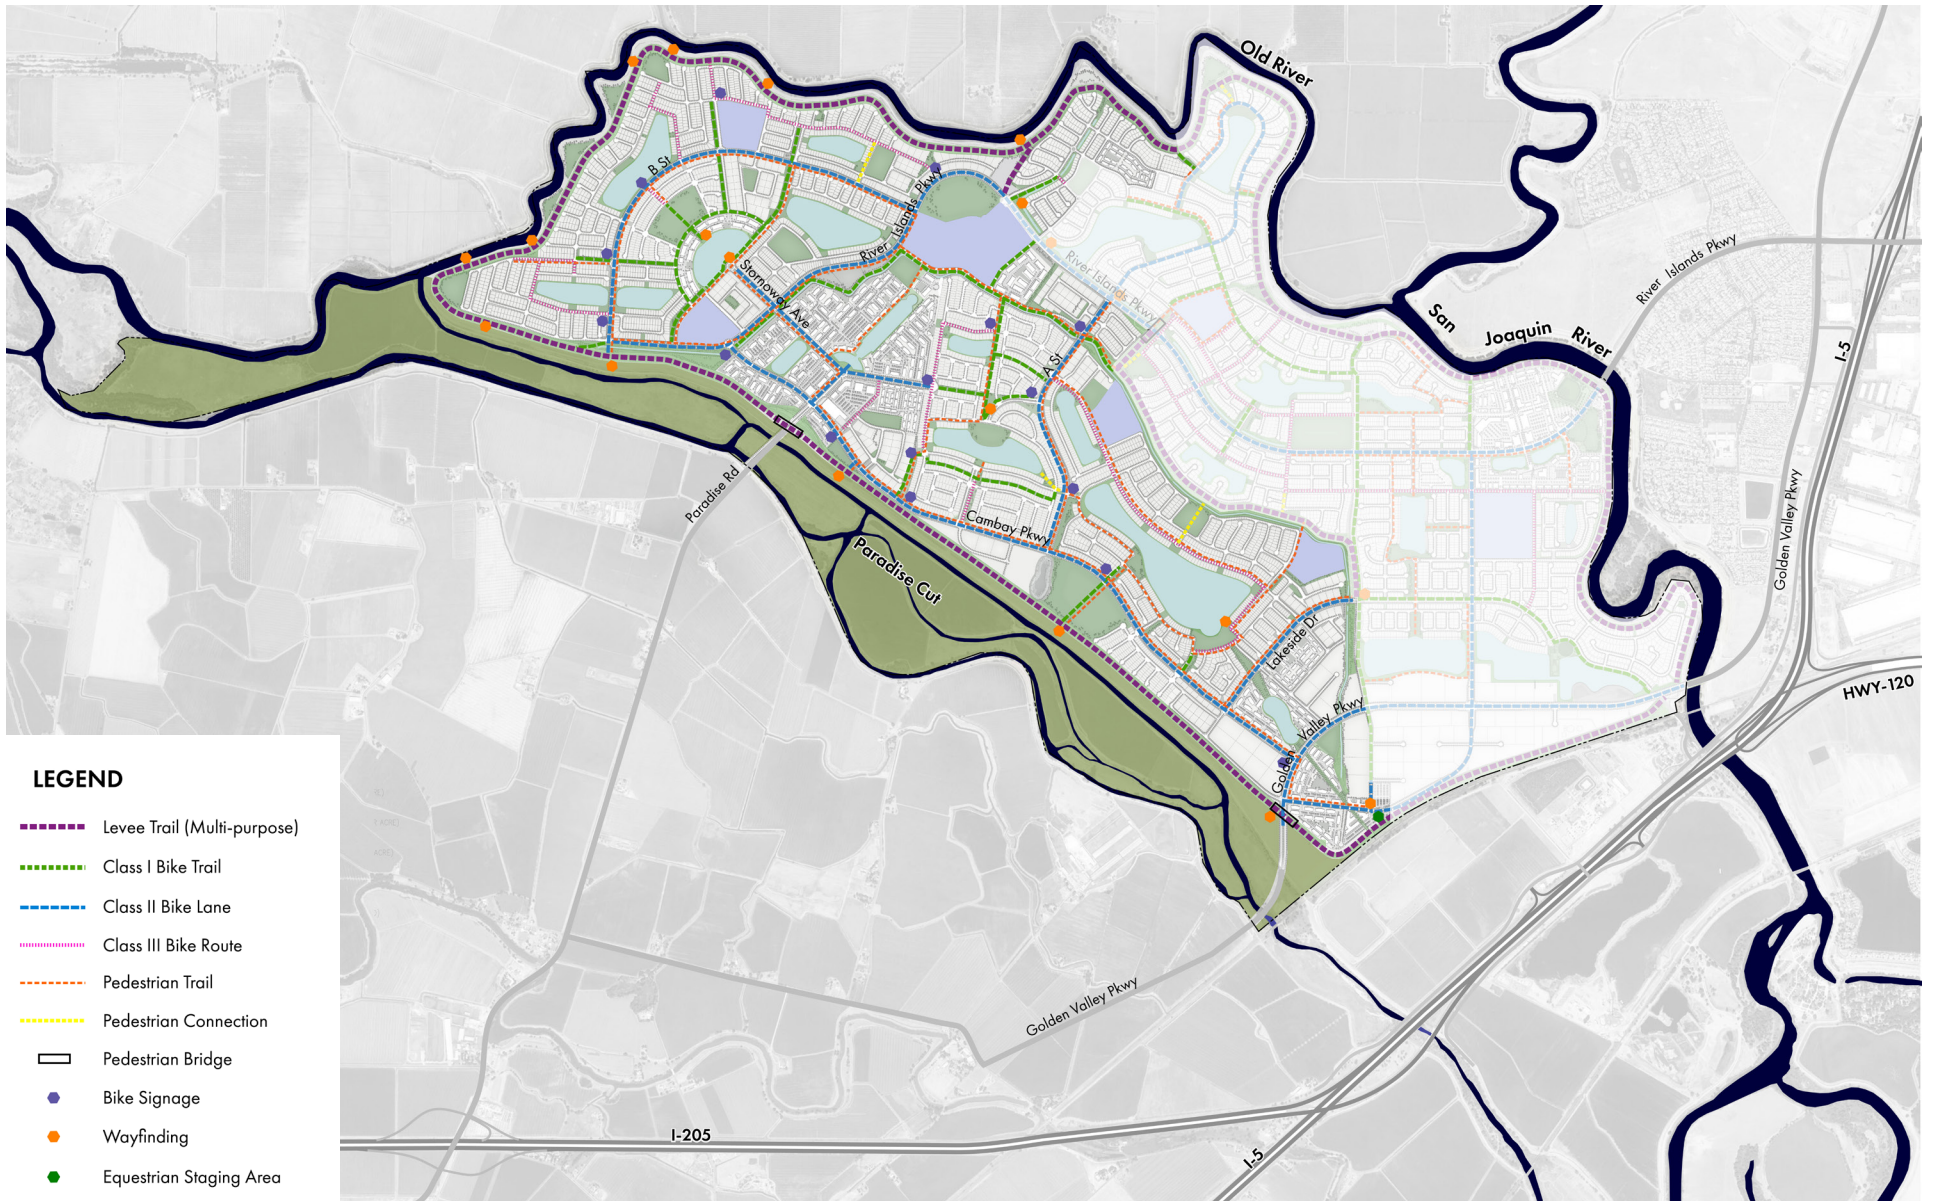 Old River
B St
River Islands Pkwy
Stornoway Ave
River Islands Pkwy
River Islands Pkwy
San Joaquin River
I-5
A St
Paradise Rd
Cambay Pkwy
Paradise Cut
Golden Valley Pkwy
Lakeside Dr
Golden Valley Pkwy
HWY-120
Golden Valley Pkwy
I-205
I-5
LEGEND
Levee Trail (Multi-purpose)
Class I Bike Trail
Class II Bike Lane
Class III Bike Route
Pedestrian Trail
Pedestrian Connection
Pedestrian Bridge
Bike Signage
Wayfinding
Equestrian Staging Area